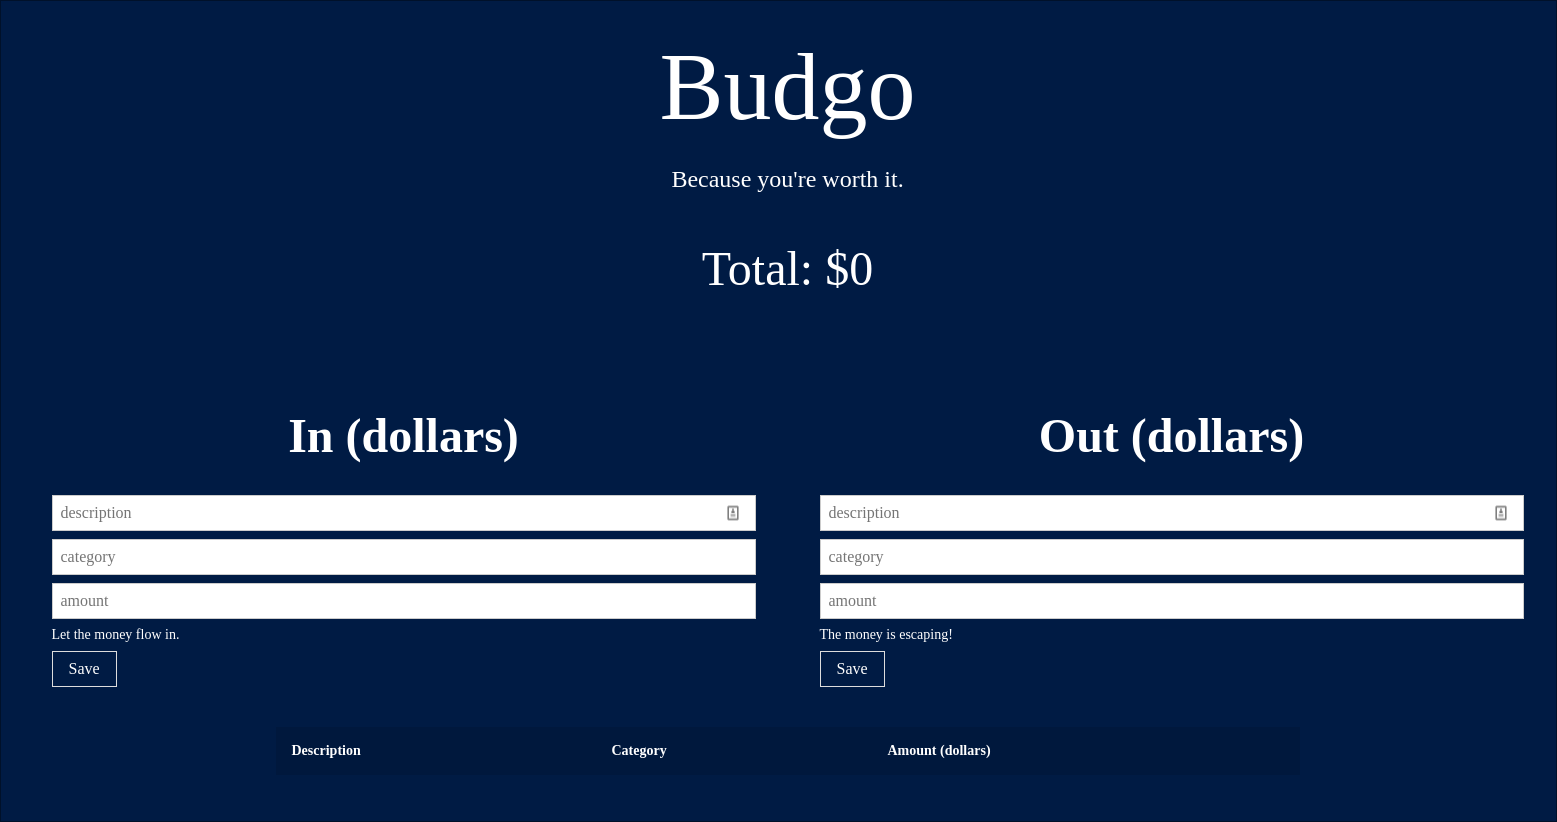 Budgo
Because you're worth it.
Total: $0
In (dollars)
description
category
amount
Let the money flow in.
Save
Out (dollars)
description
category
amount
The money is escaping!
Save
Description Category Amount (dollars)